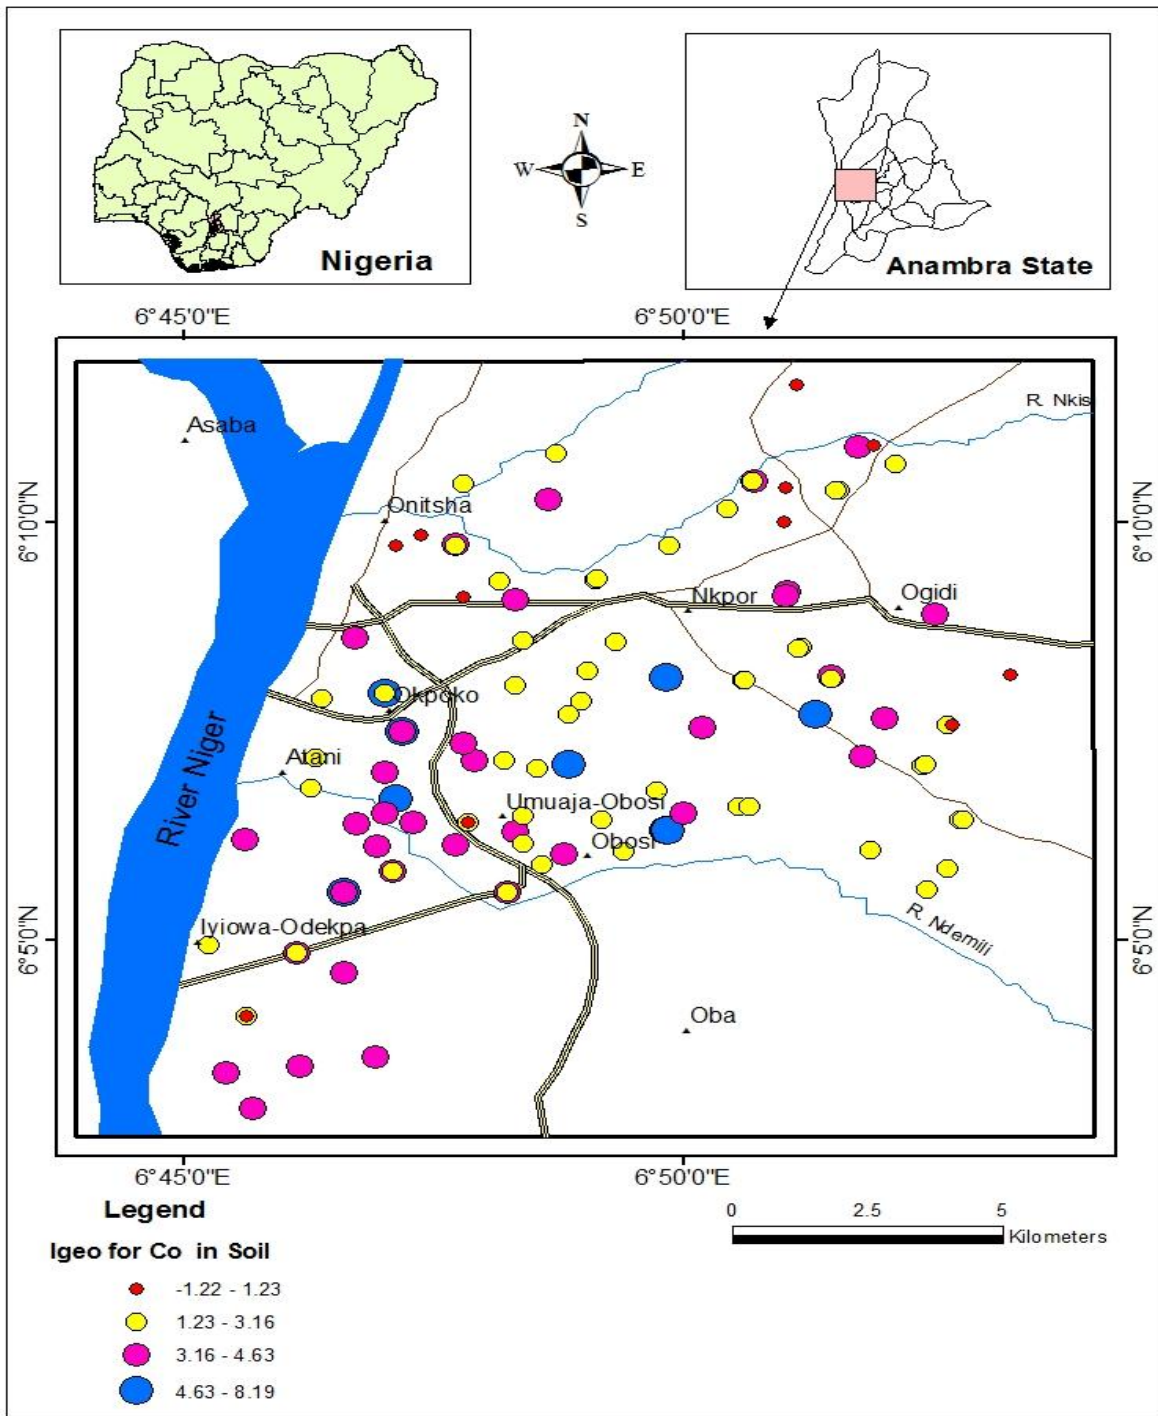 Nigeria
N
W
E
S
Anambra State
6°45'0"E
6°50'0"E
Asaba
R. Nkis
Onitsha
6°10'0"N
6°10'0"N
Nkpor
Ogidi
Okpoko
River Niger
Atani
Umuaja-Obosi
Obosi
Iyiowa-Odekpa
R. Ndemili
6°5'0"N
6°5'0"N
Oba
6°45'0"E
6°50'0"E
Legend
0 2.5 5
Kilometers
Igeo for Co in Soil
-1.22 - 1.23
1.23 - 3.16
3.16 - 4.63
4.63 - 8.19